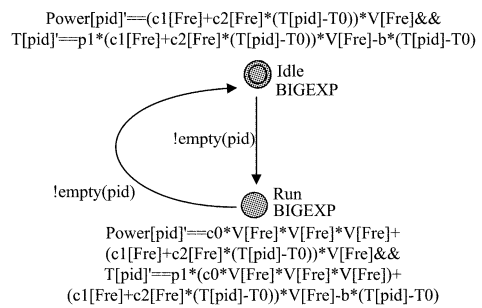 Power[pid]'==(c1[Fre]+c2[Fre]*(T[pid]-T0))*V[Fre]&&
T[pid]'==p1*(c1[Fre]+c2[Fre]*(T[pid]-T0))*V[Fre]-b*(T[pid]-T0)
Idle
BIGEXP
!empty(pid)
!empty(pid)
Run
BIGEXP
Power[pid]'==c0*V[Fre]*V[Fre]*V[Fre]+
(c1[Fre]+c2[Fre]*(T[pid]-T0))*V[Fre]&&
T[pid]'==p1*(c0*V[Fre]*V[Fre]*V[Fre])+
(c1[Fre]+c2[Fre]*(T[pid]-T0))*V[Fre]-b*(T[pid]-T0)